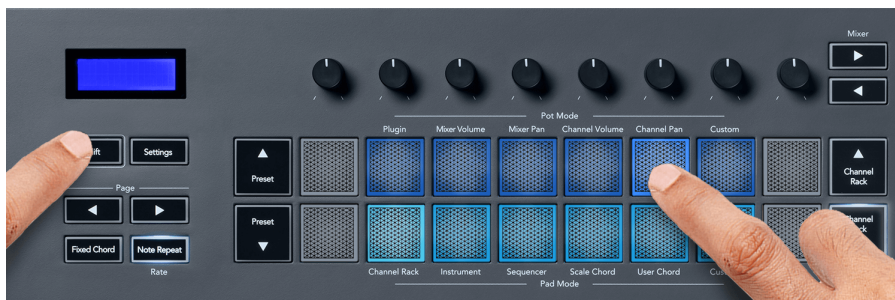 Mixer
Pot Mode
Plugin
Mixer Volume
Mixer Pan
Channel Volume
Channel Pan
Custom
Settings
Preset
Channel
Rack
Page
Preset
Fixed Chord
Note Repeat
Rate
Channel Rack
Instrument
Sequencer
Scale Chord
User Chord
Pad Mode